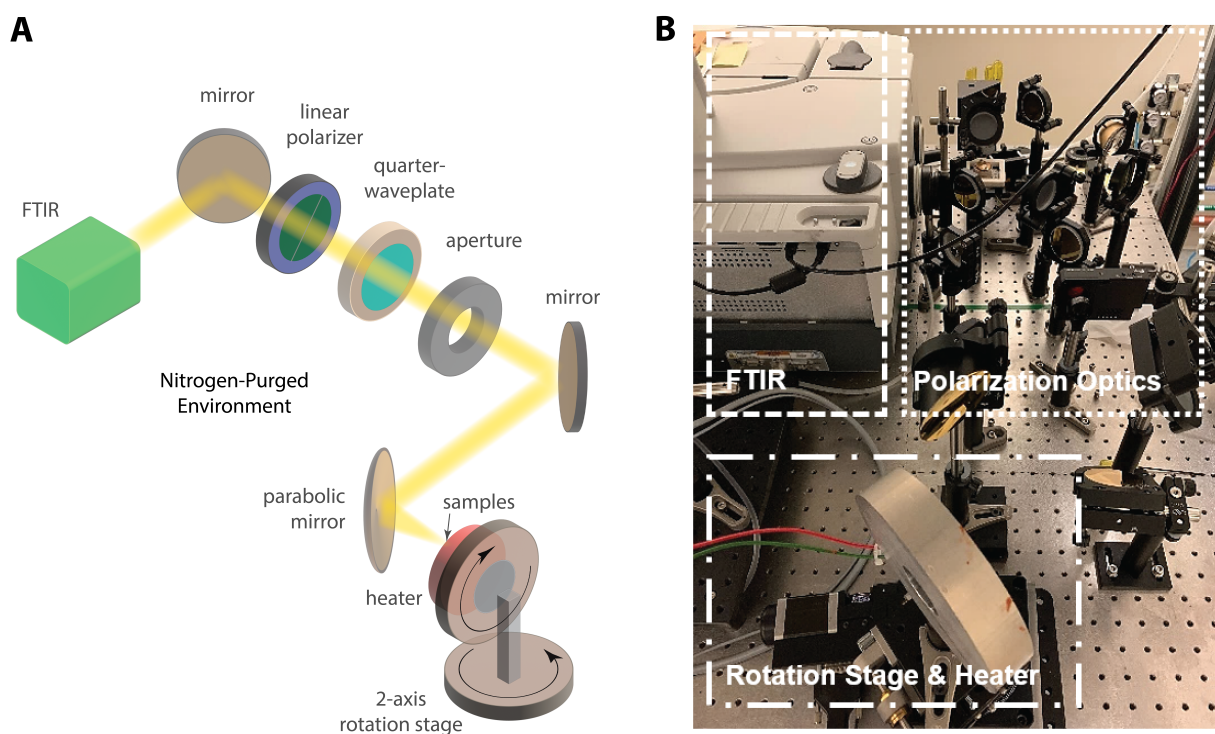 A
mirror
linear
polarizer
quarter-
waveplate
FTIR
aperture
mirror
Nitrogen-Purged
Environment
parabolic
mirror
samples
heater
2-axis
rotation stage
B
FTIR
Polarization Optics
Rotation Stage & Heater